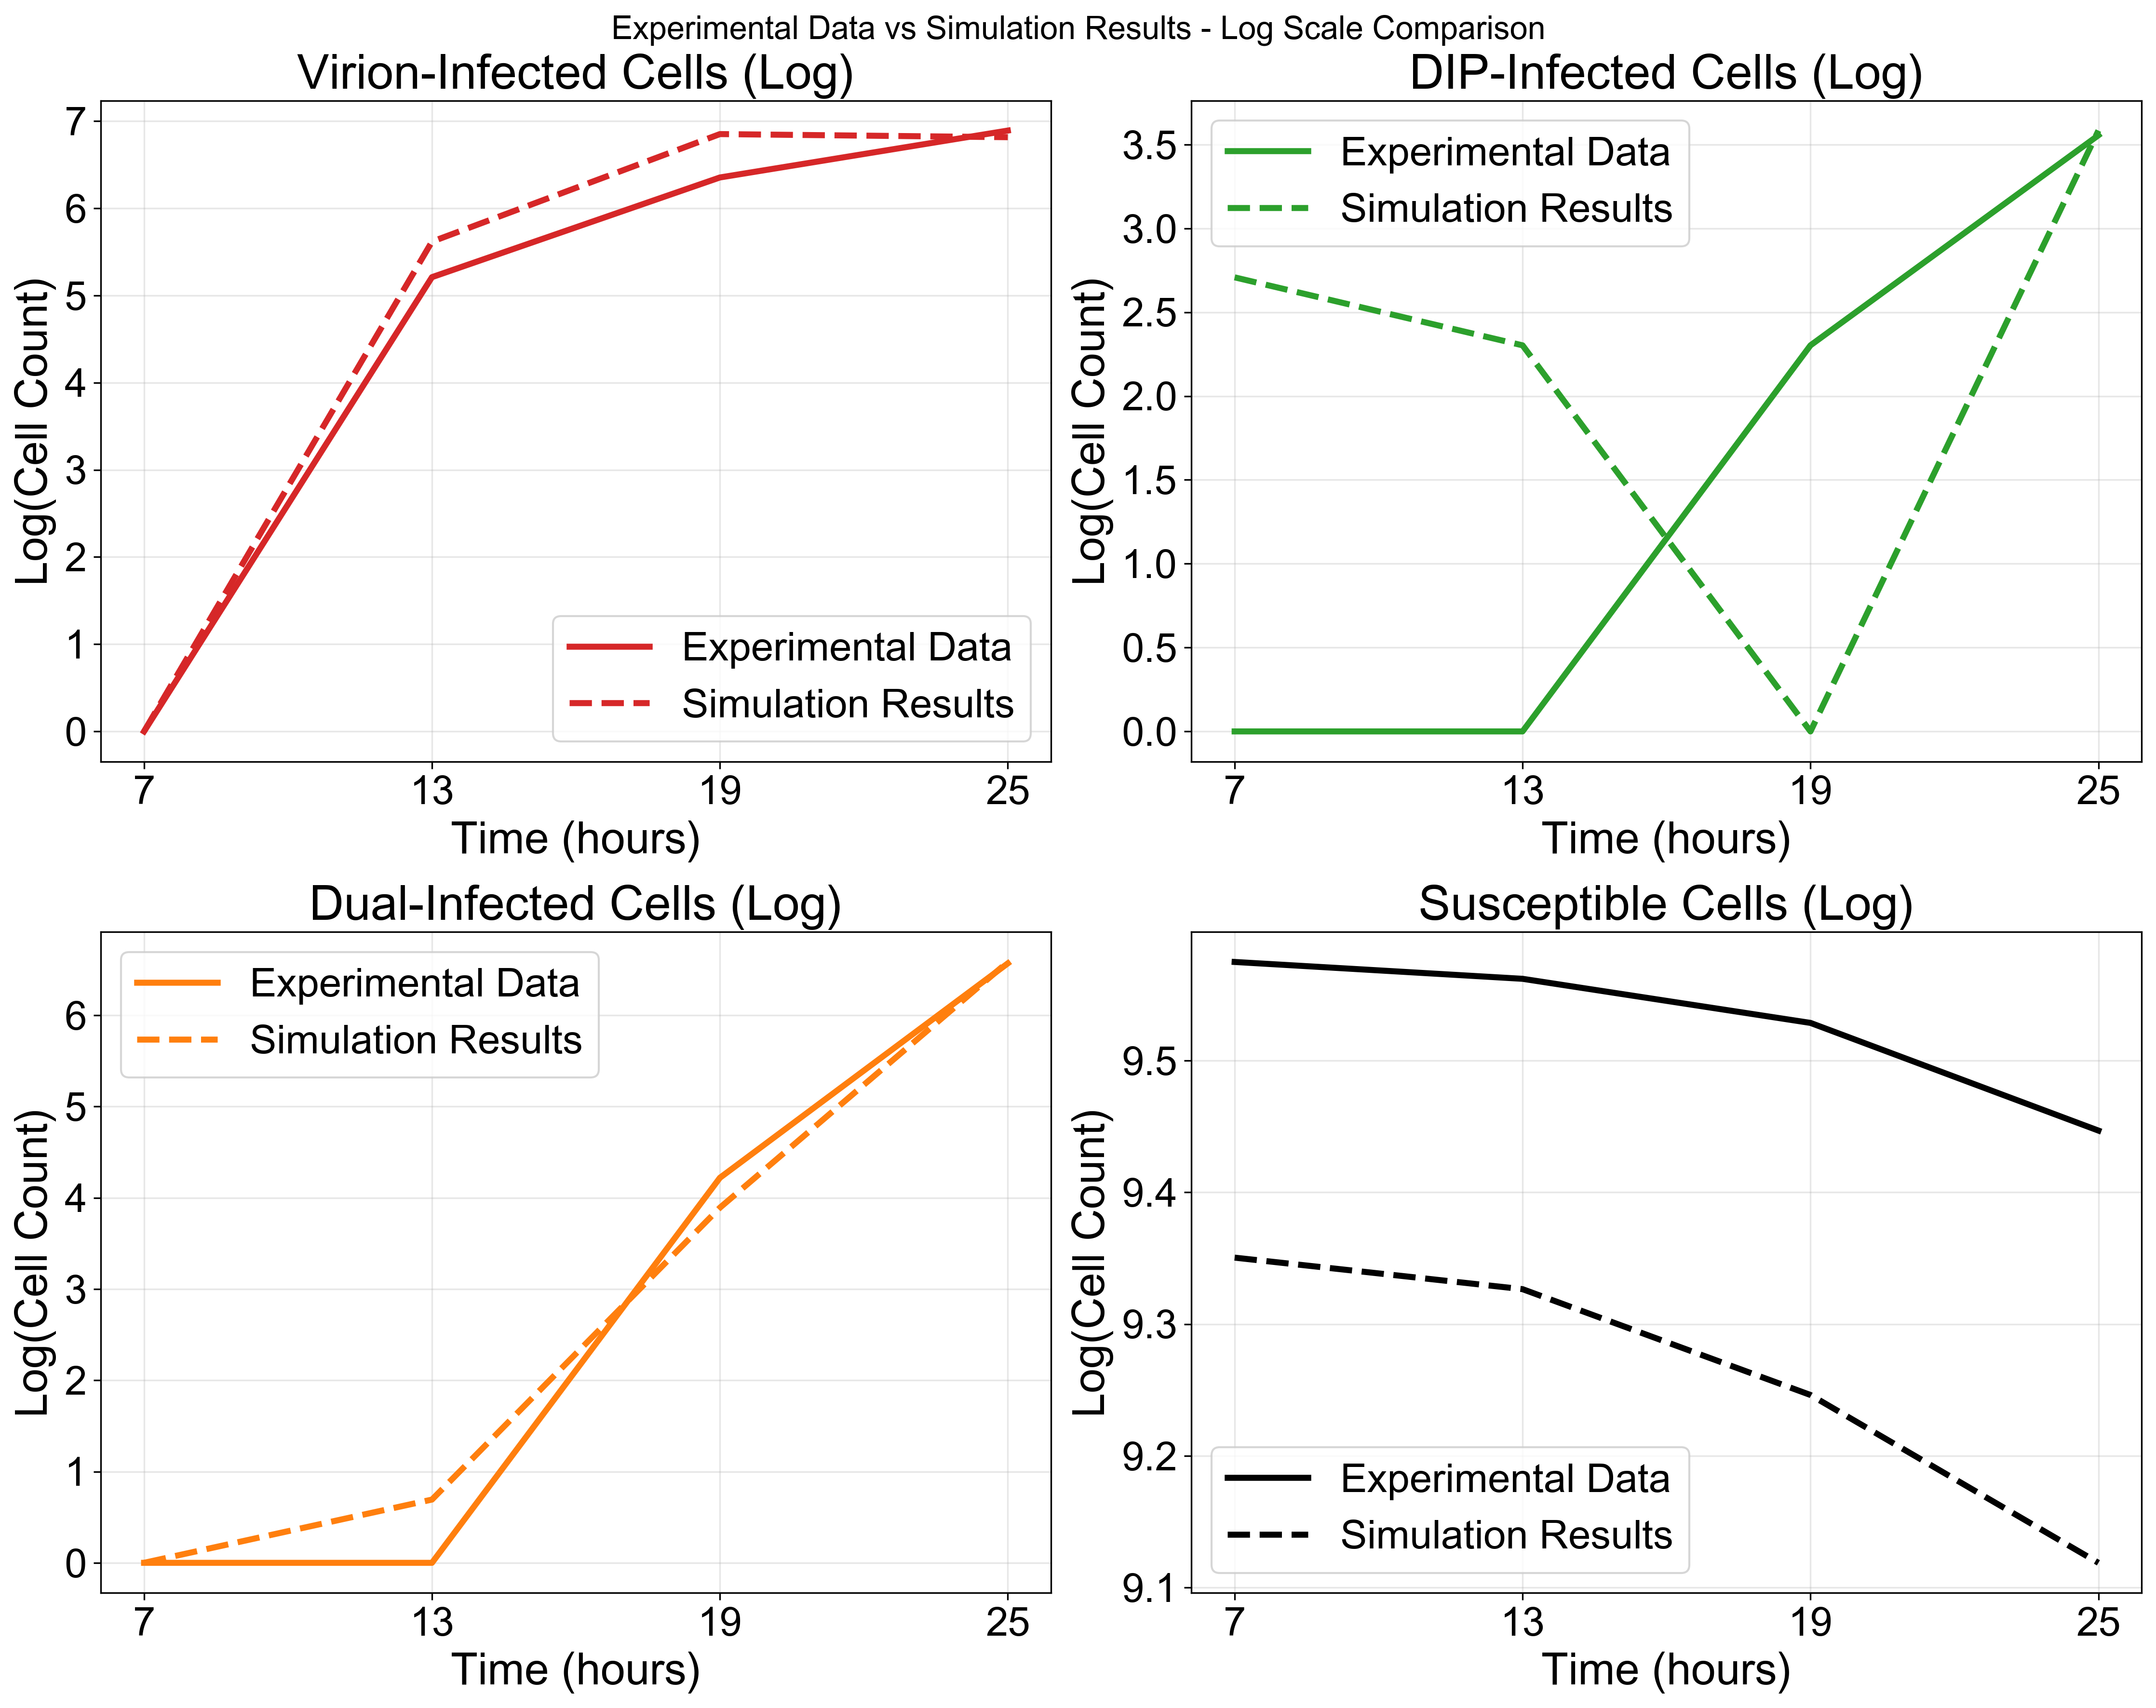 Experimental Data vs Simulation Results - Log Scale Comparison
Virion-Infected Cells (Log)
7
6
5
4
3
2
1
0
Log(Cell Count)
Experimental Data
Simulation Results
7 13 19 25
Time (hours)
DIP-Infected Cells (Log)
3.5
3.0
2.5
2.0
1.5
1.0
0.5
0.0
Log(Cell Count)
Experimental Data
Simulation Results
7 13 19 25
Time (hours)
Dual-Infected Cells (Log)
6
5
4
3
2
1
0
Log(Cell Count)
Experimental Data
Simulation Results
7 13 19 25
Time (hours)
Susceptible Cells (Log)
9.5
9.4
9.3
9.2
9.1
Log(Cell Count)
Experimental Data
Simulation Results
7 13 19 25
Time (hours)